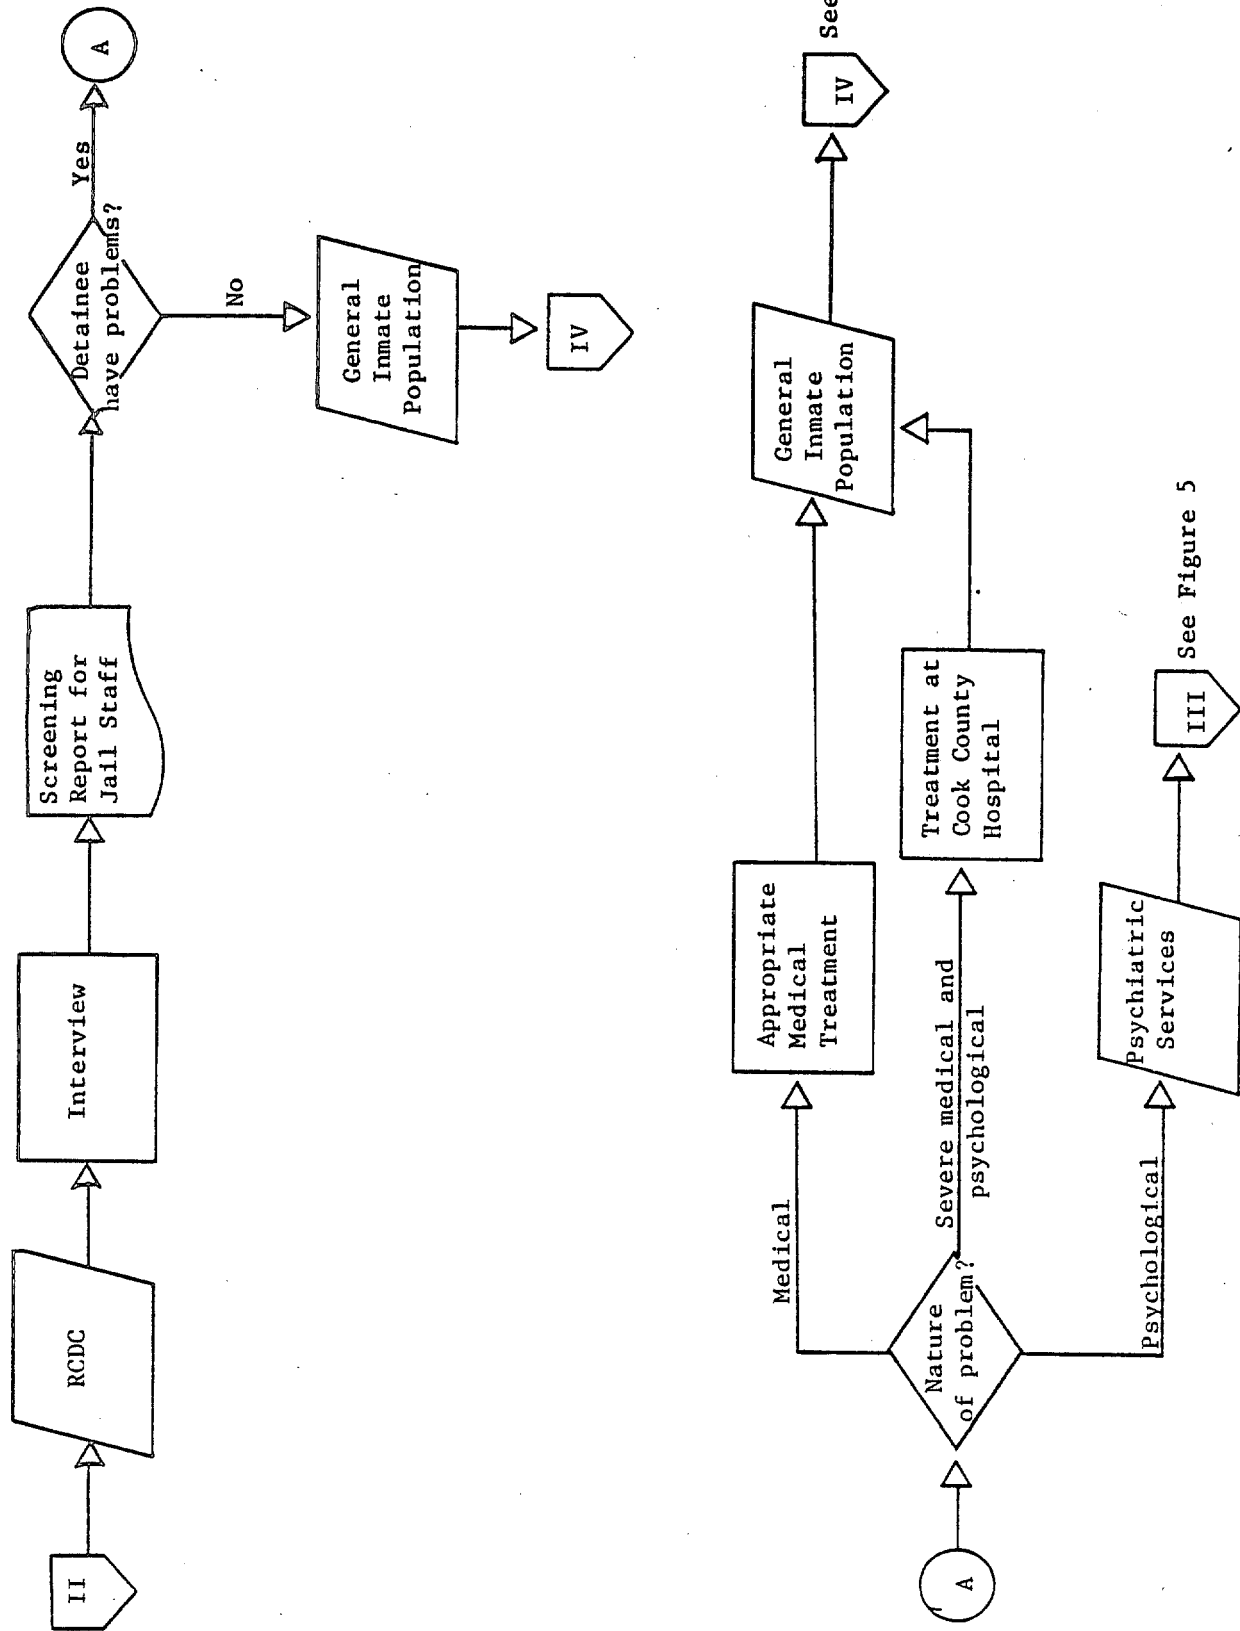 II
RCDC
Interview
Screening
Report for
Jail Staff
Detainee
have problems?
Yes
A
No
General
Inmate
Population
IV
A
Nature
of problem?
Medical
Appropriate
Medical
Treatment
Severe medical and
psychological
Treatment at
Cook County
Hospital
General
Inmate
Population
IV
See
Psychological
Psychiatric
Services
III
See Figure 5